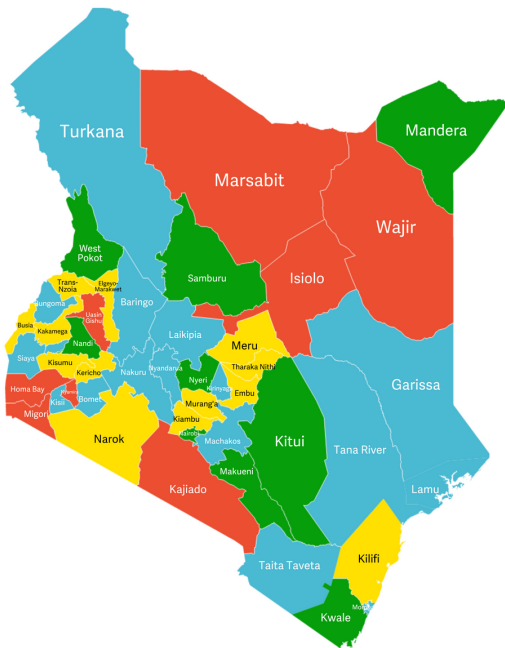 Turkana
Mandera
Marsabit
Wajir
West
Pokot
Samburu
Isiolo
Trans-
Nzoia
Elgeyo-
Marakwet
Baringo
Bungoma
Uasin
Gishu
Busia
Kakamega
Laikipia
Nandi
Meru
Siaya
Kisumu
Kericho
Nakuru
Nyandarua
Tharaka Nithi
Nyeri
Garissa
Homa Bay
Kisii
Bomet
Embu
Murang'a
Migori
Kiambu
Nairobi
Machakos
Narok
Kitui
Tana River
Makueni
Kajiado
Lamu
Kilifi
Taita Taveta
Kwale